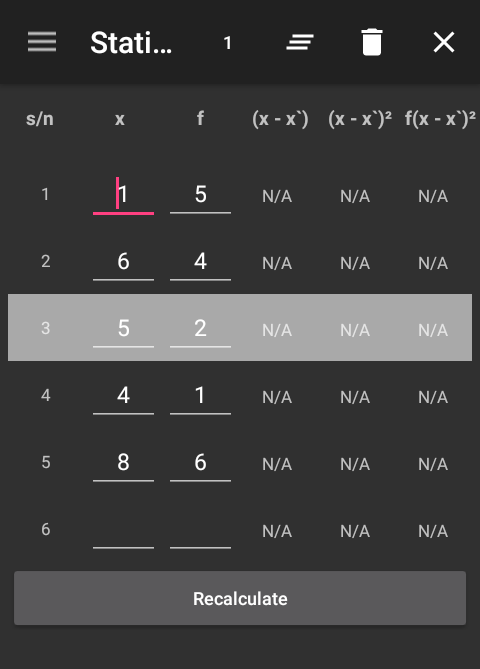 Stati... 1
s/n x f (x - x`) (x - x`)² f(x - x`)²
1 1 5 N/A N/A N/A
2 6 4 N/A N/A N/A
3 5 2 N/A N/A N/A
4 4 1 N/A N/A N/A
5 8 6 N/A N/A N/A
6 N/A N/A N/A
Recalculate